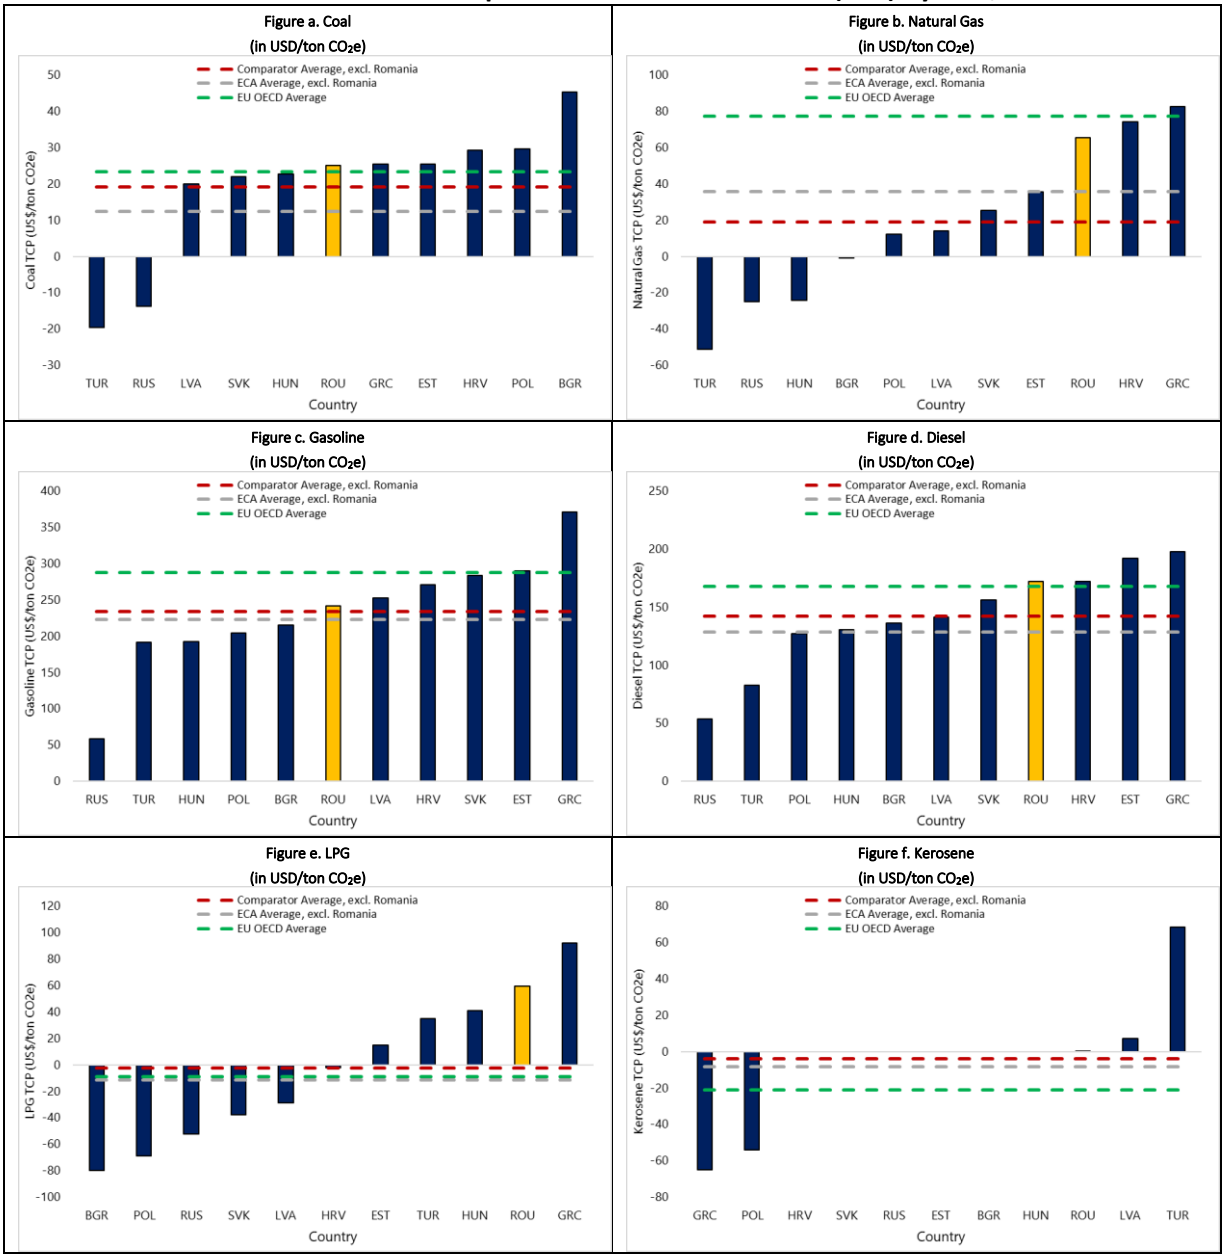 Figure a. Coal
(in USD/ton CO₂e)
Comparator Average, excl. Romania
ECA Average, excl. Romania
EU OECD Average
Coal TCP (US$/ton CO2e)
50
40
30
20
10
0
-10
-20
-30
TUR RUS LVA SVK HUN ROU GRC EST HRV POL BGR
Country
Figure b. Natural Gas
(in USD/ton CO₂e)
Comparator Average, excl. Romania
ECA Average, excl. Romania
EU OECD Average
Natural Gas TCP (US$/ton CO2e)
100
80
60
40
20
0
-20
-40
-60
TUR RUS HUN BGR POL LVA SVK EST ROU HRV GRC
Country
Figure c. Gasoline
(in USD/ton CO₂e)
Comparator Average, excl. Romania
ECA Average, excl. Romania
EU OECD Average
Gasoline TCP (US$/ton CO2e)
400
350
300
250
200
150
100
50
0
RUS TUR HUN POL BGR ROU LVA HRV SVK EST GRC
Country
Figure d. Diesel
(in USD/ton CO₂e)
Comparator Average, excl. Romania
ECA Average, excl. Romania
EU OECD Average
Diesel TCP (US$/ton CO2e)
250
200
150
100
50
0
RUS TUR POL HUN BGR LVA SVK ROU HRV EST GRC
Country
Figure e. LPG
(in USD/ton CO₂e)
Comparator Average, excl. Romania
ECA Average, excl. Romania
EU OECD Average
LPG TCP (US$/ton CO2e)
120
100
80
60
40
20
0
-20
-40
-60
-80
-100
BGR POL RUS SVK LVA HRV EST TUR HUN ROU GRC
Country
Figure f. Kerosene
(in USD/ton CO₂e)
Comparator Average, excl. Romania
ECA Average, excl. Romania
EU OECD Average
Kerosene TCP (US$/ton CO2e)
80
60
40
20
0
-20
-40
-60
-80
GRC POL HRV SVK RUS EST BGR HUN ROU LVA TUR
Country